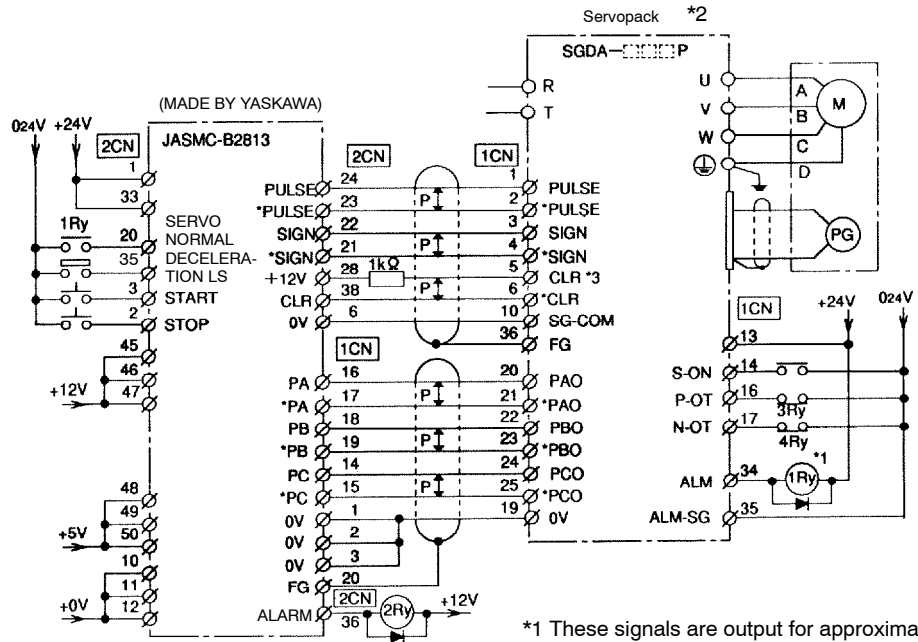 Servopack *2
SGDA- P
R
T
U
V
W
A
B
C
D
M
PG
(MADE BY YASKAWA)
JASMC-B2813
024V +24V
2CN
1
33
1Ry
20
35
3
2
SERVO
NORMAL
DECELERA-
TION LS
START
STOP
45
46
47
+12V
48
49
50
+5V
10
11
12
+0V
2CN
1CN
PULSE 24 P 1 PULSE
*PULSE 23 2 *PULSE
SIGN 22 P 3 SIGN
*SIGN 21 4 *SIGN
+12V 28 1kΩ P 5 CLR *3
CLR 38 6 *CLR
0V 6 10 SG-COM
36 FG
1CN
PA 16 P 20 PAO
*PA 17 21 *PAO
PB 18 P 22 PBO
*PB 19 23 *PBO
PC 14 P 24 PCO
*PC 15 25 *PCO
0V 1 19 0V
0V 2
0V 3
FG 20
2CN
ALARM 36 2Ry +12V
1CN
+24V 024V
13
S-ON 14
P-OT 16 3Ry
N-OT 17 4Ry
*1
ALM 34 1Ry
ALM-SG 35
*1 These signals are output for approxima